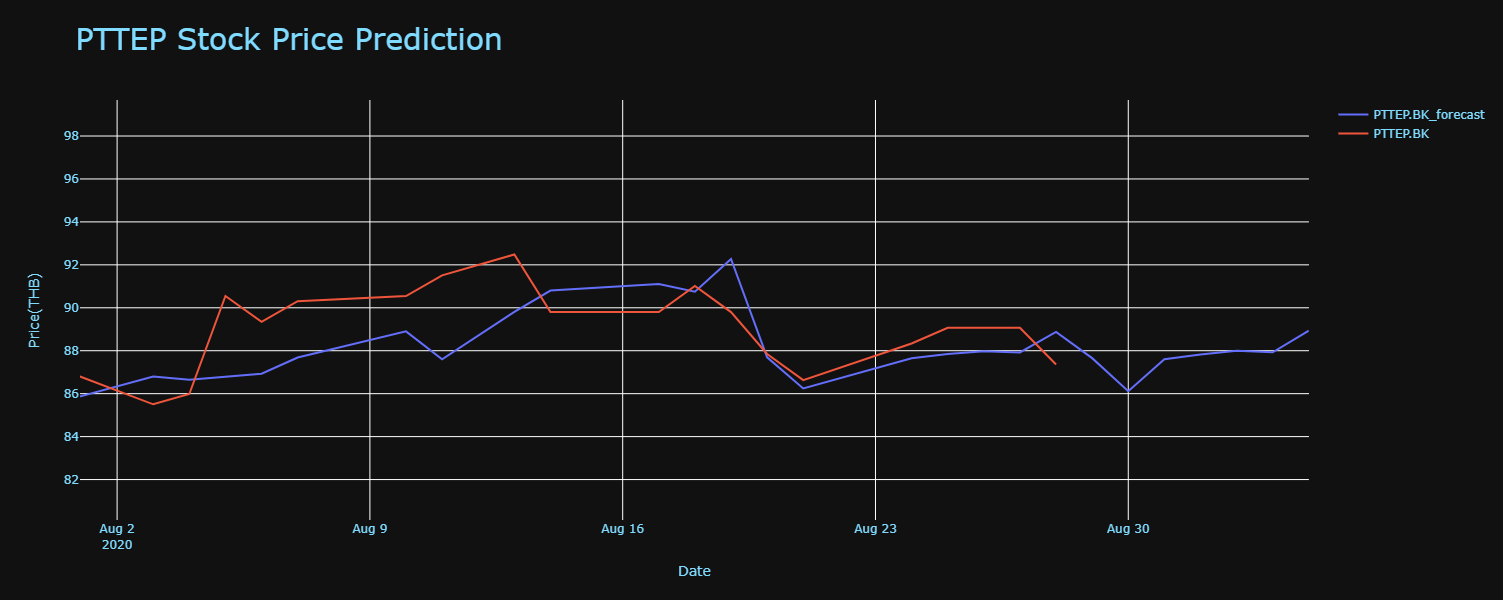 PTTEP Stock Price Prediction
PTTEP.BK_forecast
PTTEP.BK
98
96
94
92
90
88
86
84
82
Price(THB)
Aug 2
2020
Aug 9
Aug 16
Aug 23
Aug 30
Date